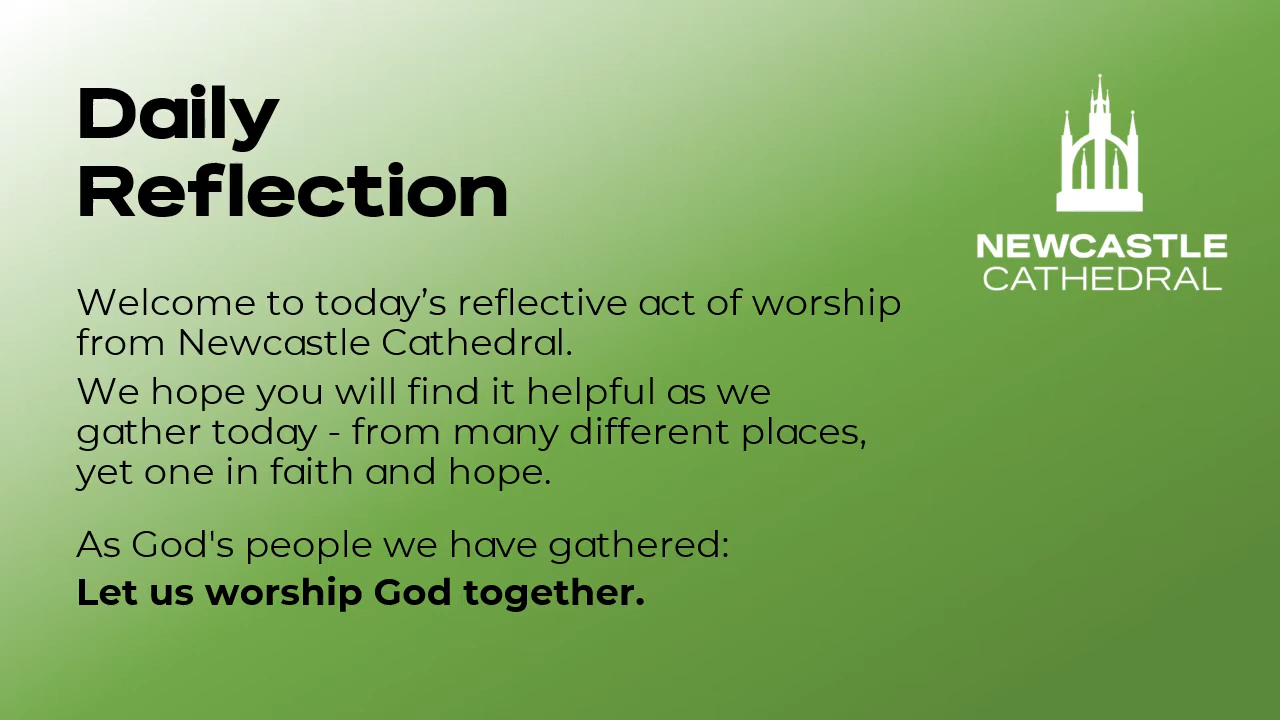 Daily
Reflection
NEWCASTLE
CATHEDRAL
Welcome to today’s reflective act of worship
from Newcastle Cathedral.
We hope you will find it helpful as we
gather today - from many different places,
yet one in faith and hope.
As God's people we have gathered:
Let us worship God together.